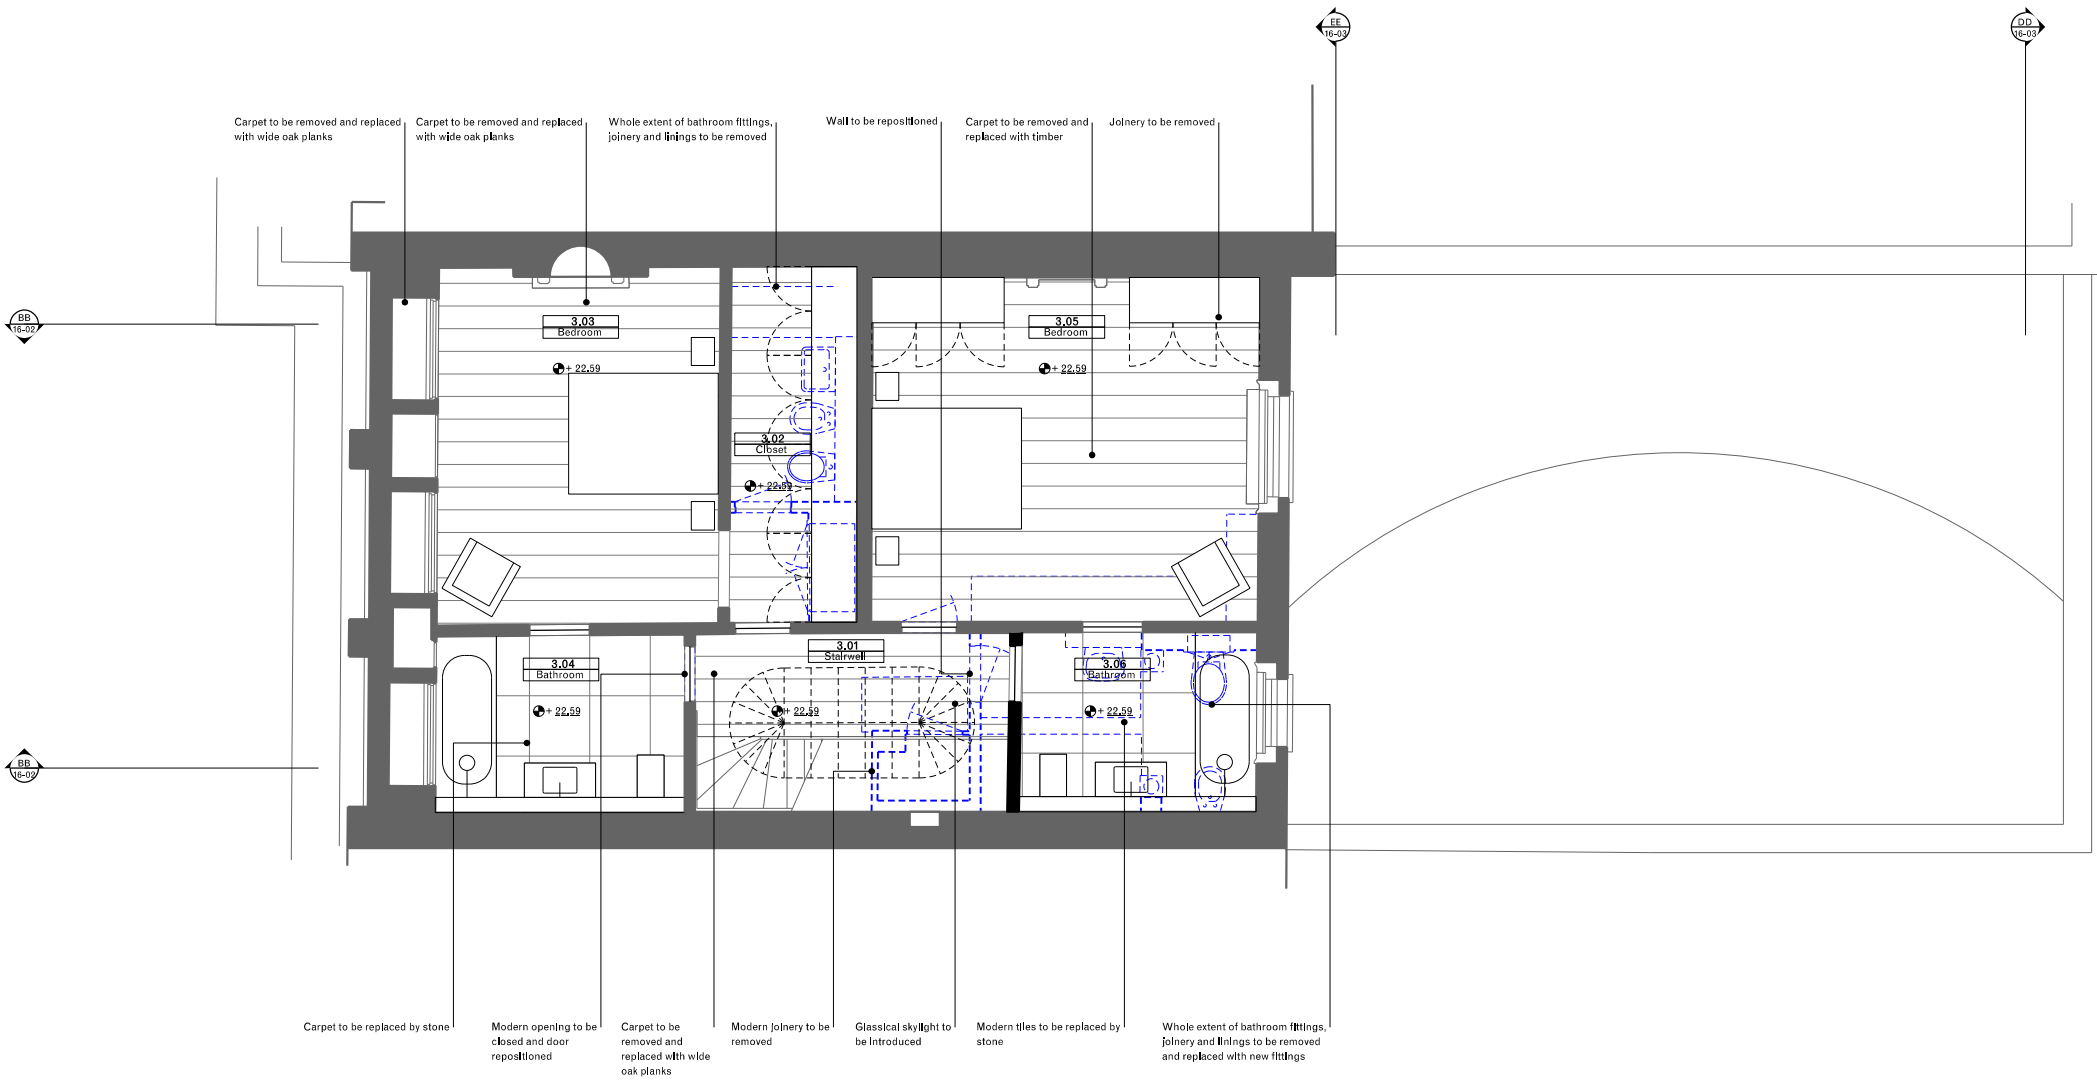 EE
16-03
DD
16-03
Carpet to be removed and replaced
with wide oak planks
Carpet to be removed and replaced
with wide oak planks
Whole extent of bathroom fittings,
joinery and linings to be removed
Wall to be repositioned
Carpet to be removed and
replaced with timber
Joinery to be removed
BB
16-02
3.03
Bedroom
+ 22.59
3.02
Closet
+ 22.59
3.05
Bedroom
+ 22.59
3.04
Bathroom
+ 22.59
3.01
Stairwell
+ 22.59
3.06
Bathroom
+ 22.59
BB
16-02
Carpet to be replaced by stone
Modern opening to be
closed and door
repositioned
Carpet to be
removed and
replaced with wide
oak planks
Modern joinery to be
removed
Glassical skylight to
be introduced
Modern tiles to be replaced by
stone
Whole extent of bathroom fittings,
joinery and linings to be removed
and replaced with new fittings